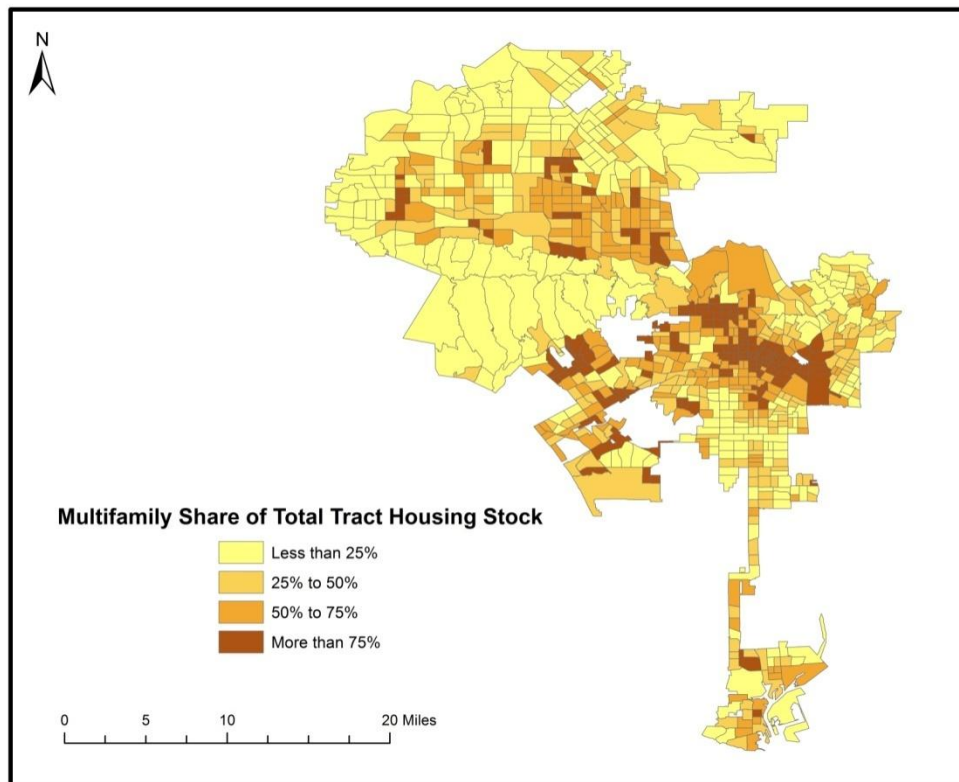 N
Multifamily Share of Total Tract Housing Stock
Less than 25%
25% to 50%
50% to 75%
More than 75%
0 5 10 20 Miles